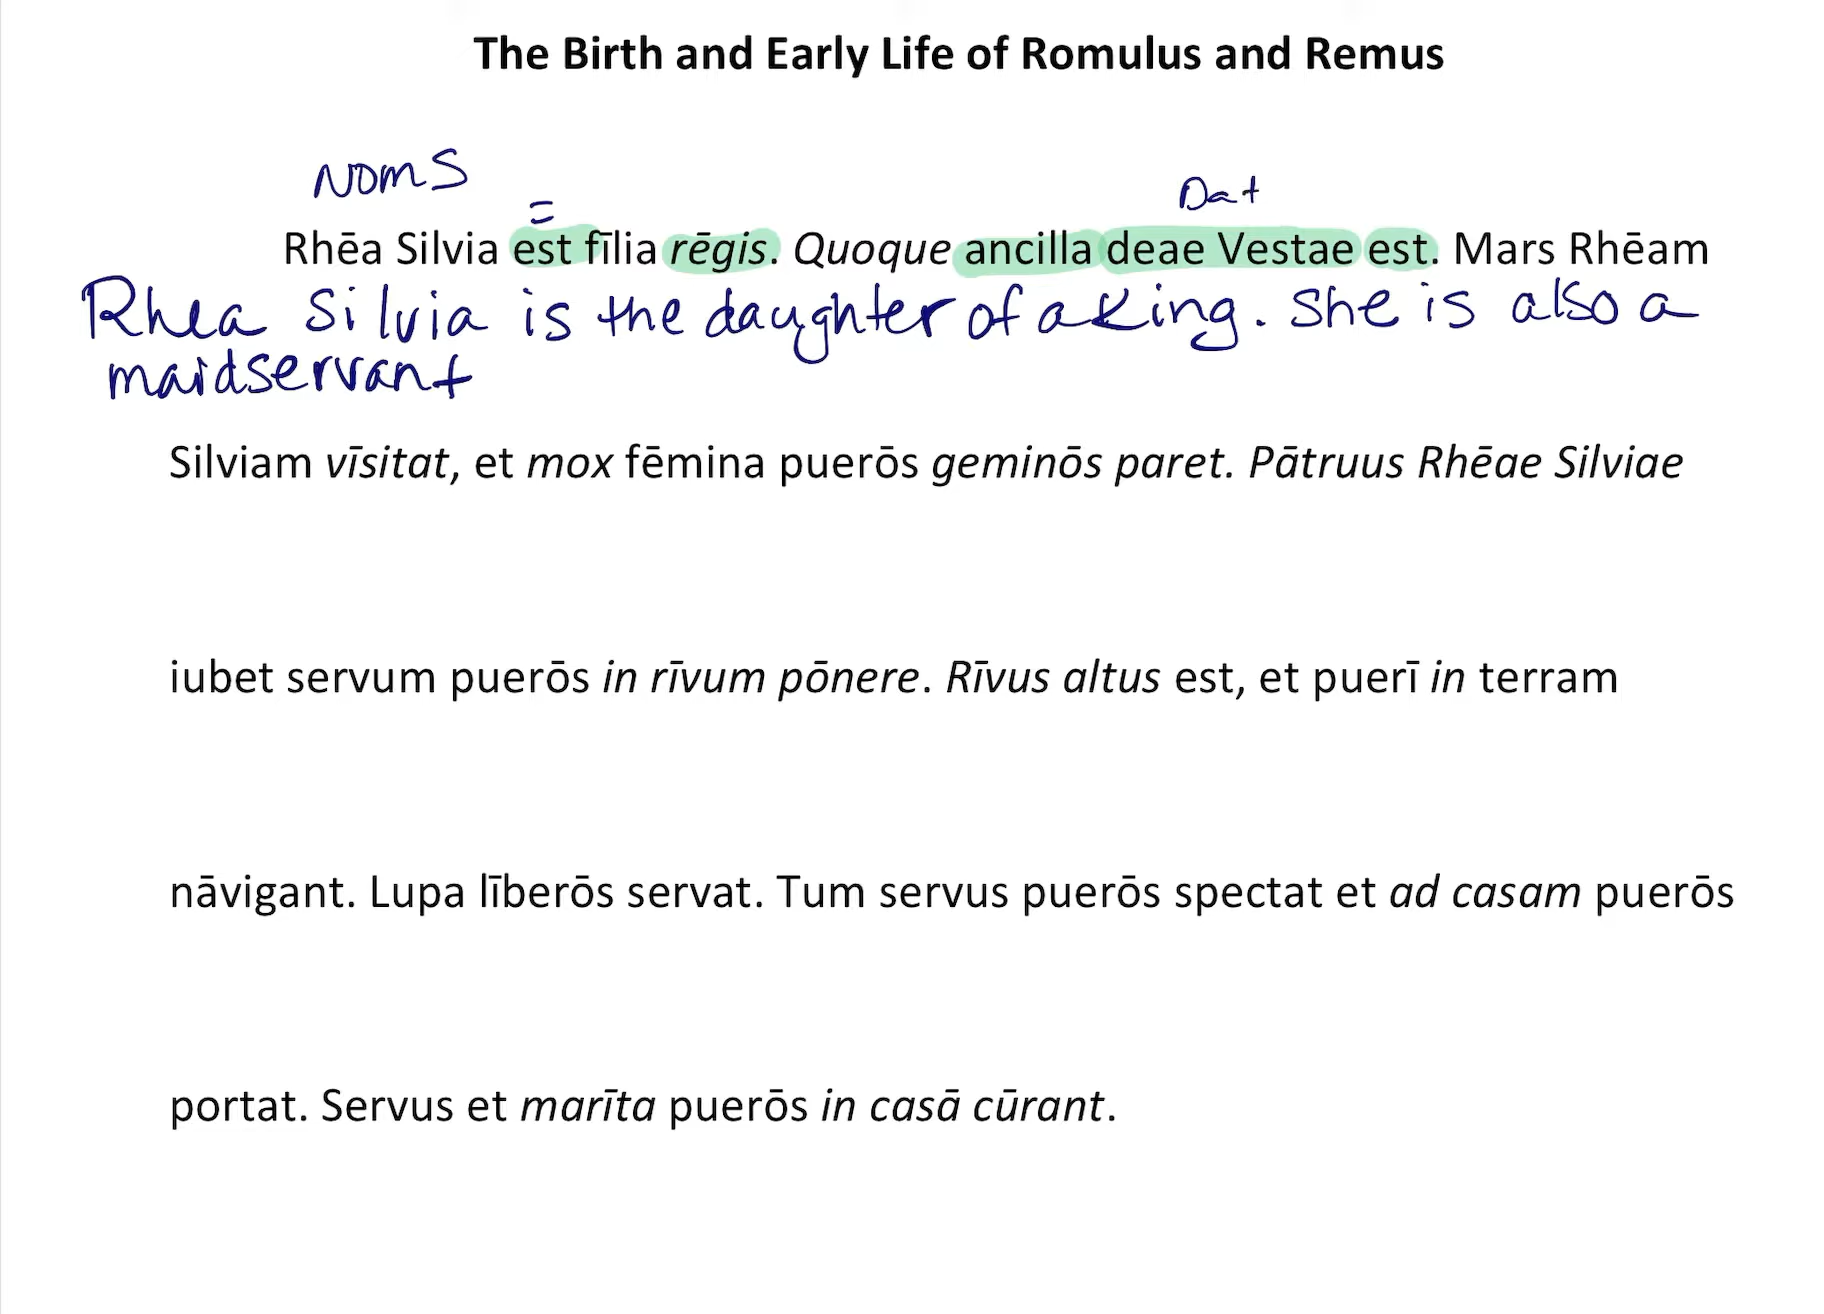 The Birth and Early Life of Romulus and Remus
Nom S
=
Dat
Rhēa Silvia est fīlia rēgis. Quoque ancilla deae Vestae est. Mars Rhēam
Rhea Silvia is the daughter of a king. She is also a
maidservant
Silviam vīsitat, et mox fēmina puerōs geminōs paret. Pātruus Rhēae Silviae
iubet servum puerōs in rīvum pōnere. Rīvus altus est, et puerī in terram
nāvigant. Lupa līberōs servat. Tum servus puerōs spectat et ad casam puerōs
portat. Servus et marīta puerōs in casā cūrant.